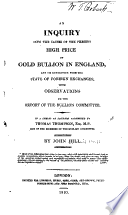 AN
INQUIRY
INTO THE CAUSES OF THE PRESENT
HIGH PRICE
OF
GOLD BULLION IN ENGLAND,
AND ITS CONNECTION WITH THE
STATE OF FOREIGN EXCHANGES;
WITH
OBSERVATIONS
ON THE
REPORT OF THE BULLION COMMITTEE.
IN A SERIES OF LETTERS ADDRESSED TO
THOMAS THOMPSON, Esq. M.P.
ONE OF THE MEMBERS OF THE BULLION COMMITTEE.
BY JOHN HILL.
LONDON:
1810.